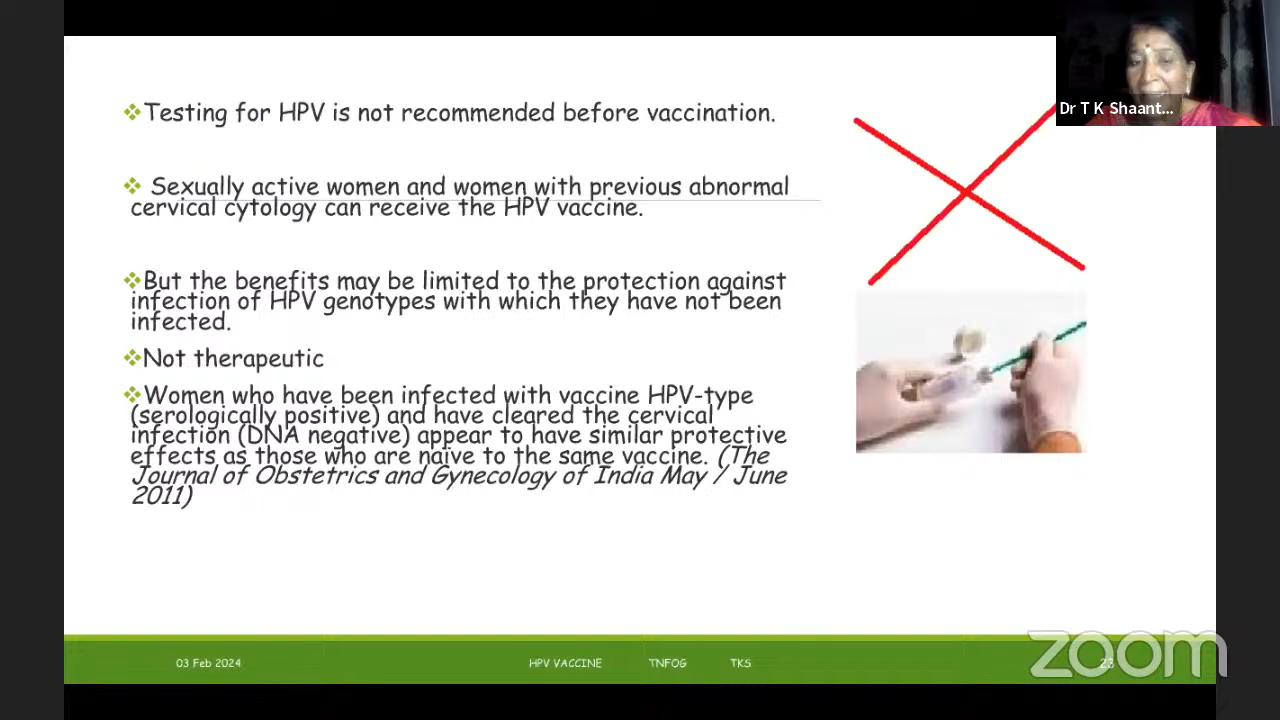 Dr T K Shaant...
❖Testing for HPV is not recommended before vaccination.
❖ Sexually active women and women with previous abnormal
cervical cytology can receive the HPV vaccine.
❖But the benefits may be limited to the protection against
infection of HPV genotypes with which they have not been
infected.
❖Not therapeutic
❖Women who have been infected with vaccine HPV-type
(serologically positive) and have cleared the cervical
infection (DNA negative) appear to have similar protective
effects as those who are naïve to the same vaccine. (The
Journal of Obstetrics and Gynecology of India May / June
2011)
03 Feb 2024 HPV VACCINE TNFOG TKS 23
zoom